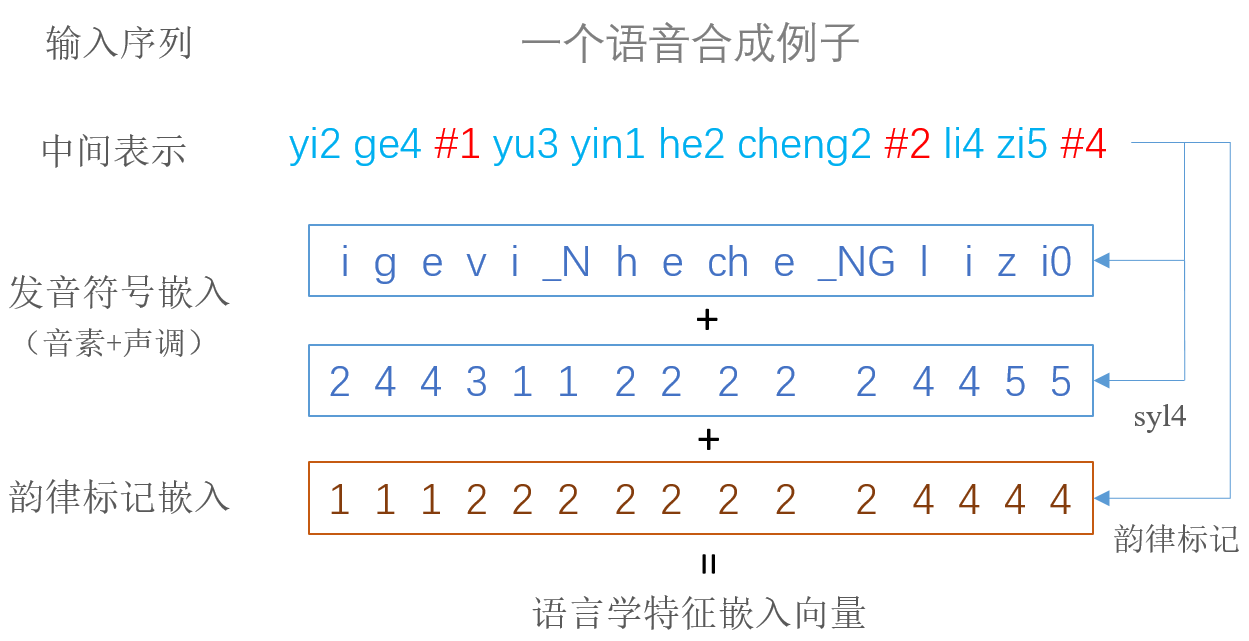 输入序列 一个语音合成例子
中间表示 yi2 ge4 #1 yu3 yin1 he2 cheng2 #2 li4 zi5 #4
i g e v i _N h e ch e _NG l i z i0
发音符号嵌入
（音素+声调）
+
2 4 4 3 1 1 2 2 2 2 2 4 4 5 5
syl4
+
韵律标记嵌入 1 1 1 2 2 2 2 2 2 2 2 4 4 4 4
韵律标记
=
语言学特征嵌入向量